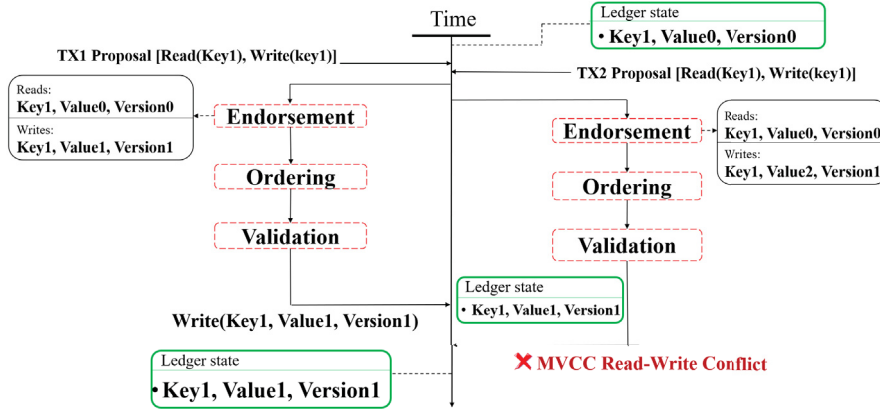 Time
Ledger state
• Key1, Value0, Version0
TX1 Proposal [Read(Key1), Write(key1)]
TX2 Proposal [Read(Key1), Write(key1)]
Reads:
Key1, Value0, Version0
Writes:
Key1, Value1, Version1
Endorsement
Endorsement
Reads:
Key1, Value0, Version0
Writes:
Key1, Value2, Version1
Ordering
Ordering
Validation
Validation
Ledger state
• Key1, Value1, Version1
Write(Key1, Value1, Version1)
Ledger state
• Key1, Value1, Version1
❌ MVCC Read-Write Conflict